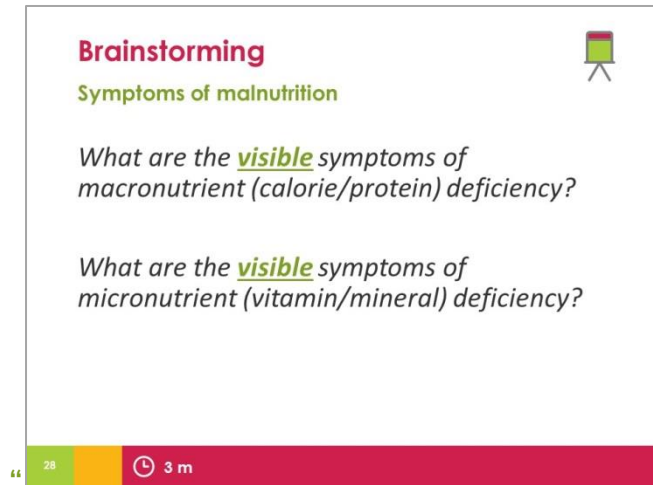 Brainstorming
Symptoms of malnutrition
What are the visible symptoms of
macronutrient (calorie/protein) deficiency?
What are the visible symptoms of
micronutrient (vitamin/mineral) deficiency?
“ 28 3 m